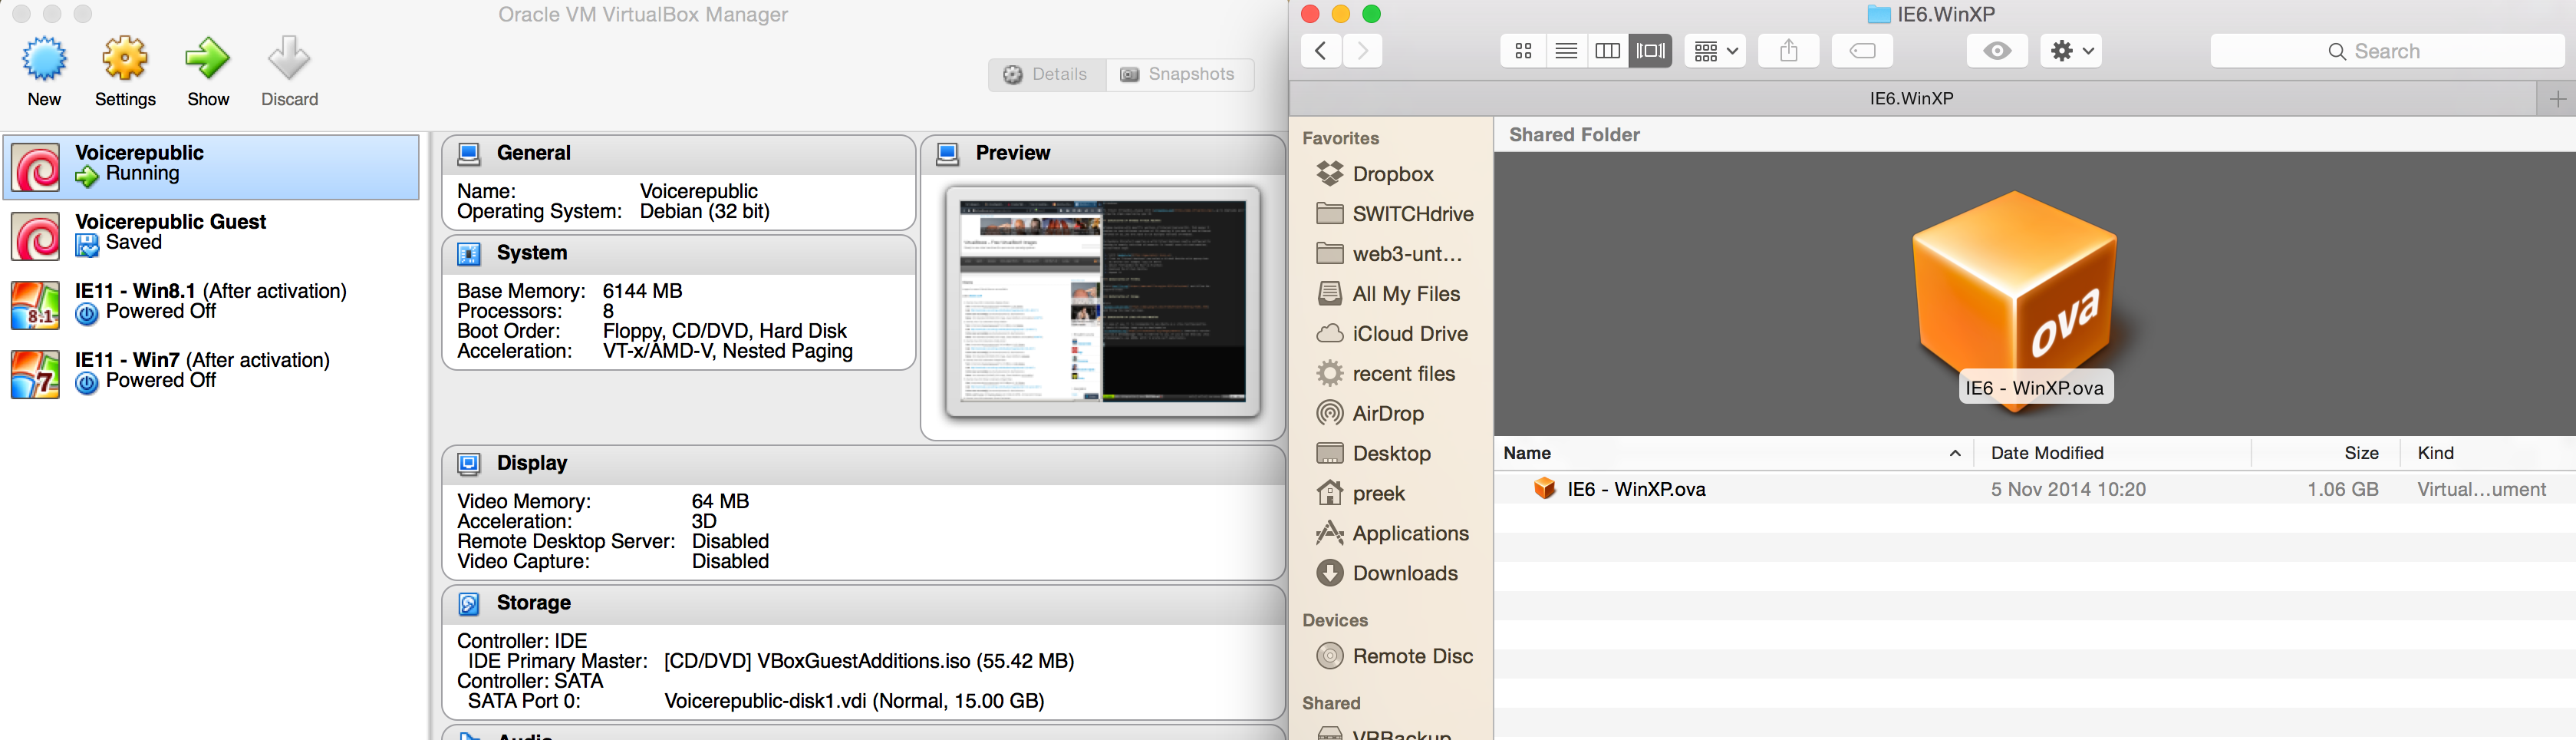 Oracle VM VirtualBox Manager
New
Settings
Show
Discard
Details
Snapshots
Voicerepublic
Running
Voicerepublic Guest
Saved
IE11 - Win8.1 (After activation)
8.1
Powered Off
IE11 - Win7 (After activation)
7
Powered Off
General
Name: Voicerepublic
Operating System: Debian (32 bit)
System
Base Memory: 6144 MB
Processors: 8
Boot Order: Floppy, CD/DVD, Hard Disk
Acceleration: VT-x/AMD-V, Nested Paging
Preview
Display
Video Memory: 64 MB
Acceleration: 3D
Remote Desktop Server: Disabled
Video Capture: Disabled
Storage
Controller: IDE
IDE Primary Master: [CD/DVD] VBoxGuestAdditions.iso (55.42 MB)
Controller: SATA
SATA Port 0: Voicerepublic-disk1.vdi (Normal, 15.00 GB)
Audio
IE6.WinXP
Search
IE6.WinXP
Favorites
Dropbox
SWITCHdrive
web3-unt...
All My Files
iCloud Drive
recent files
AirDrop
Desktop
preek
Applications
Downloads
Devices
Remote Disc
Shared
VRBackup
Shared Folder
ova
IE6 - WinXP.ova
Name Date Modified Size Kind
IE6 - WinXP.ova 5 Nov 2014 10:20 1.06 GB Virtual...ument